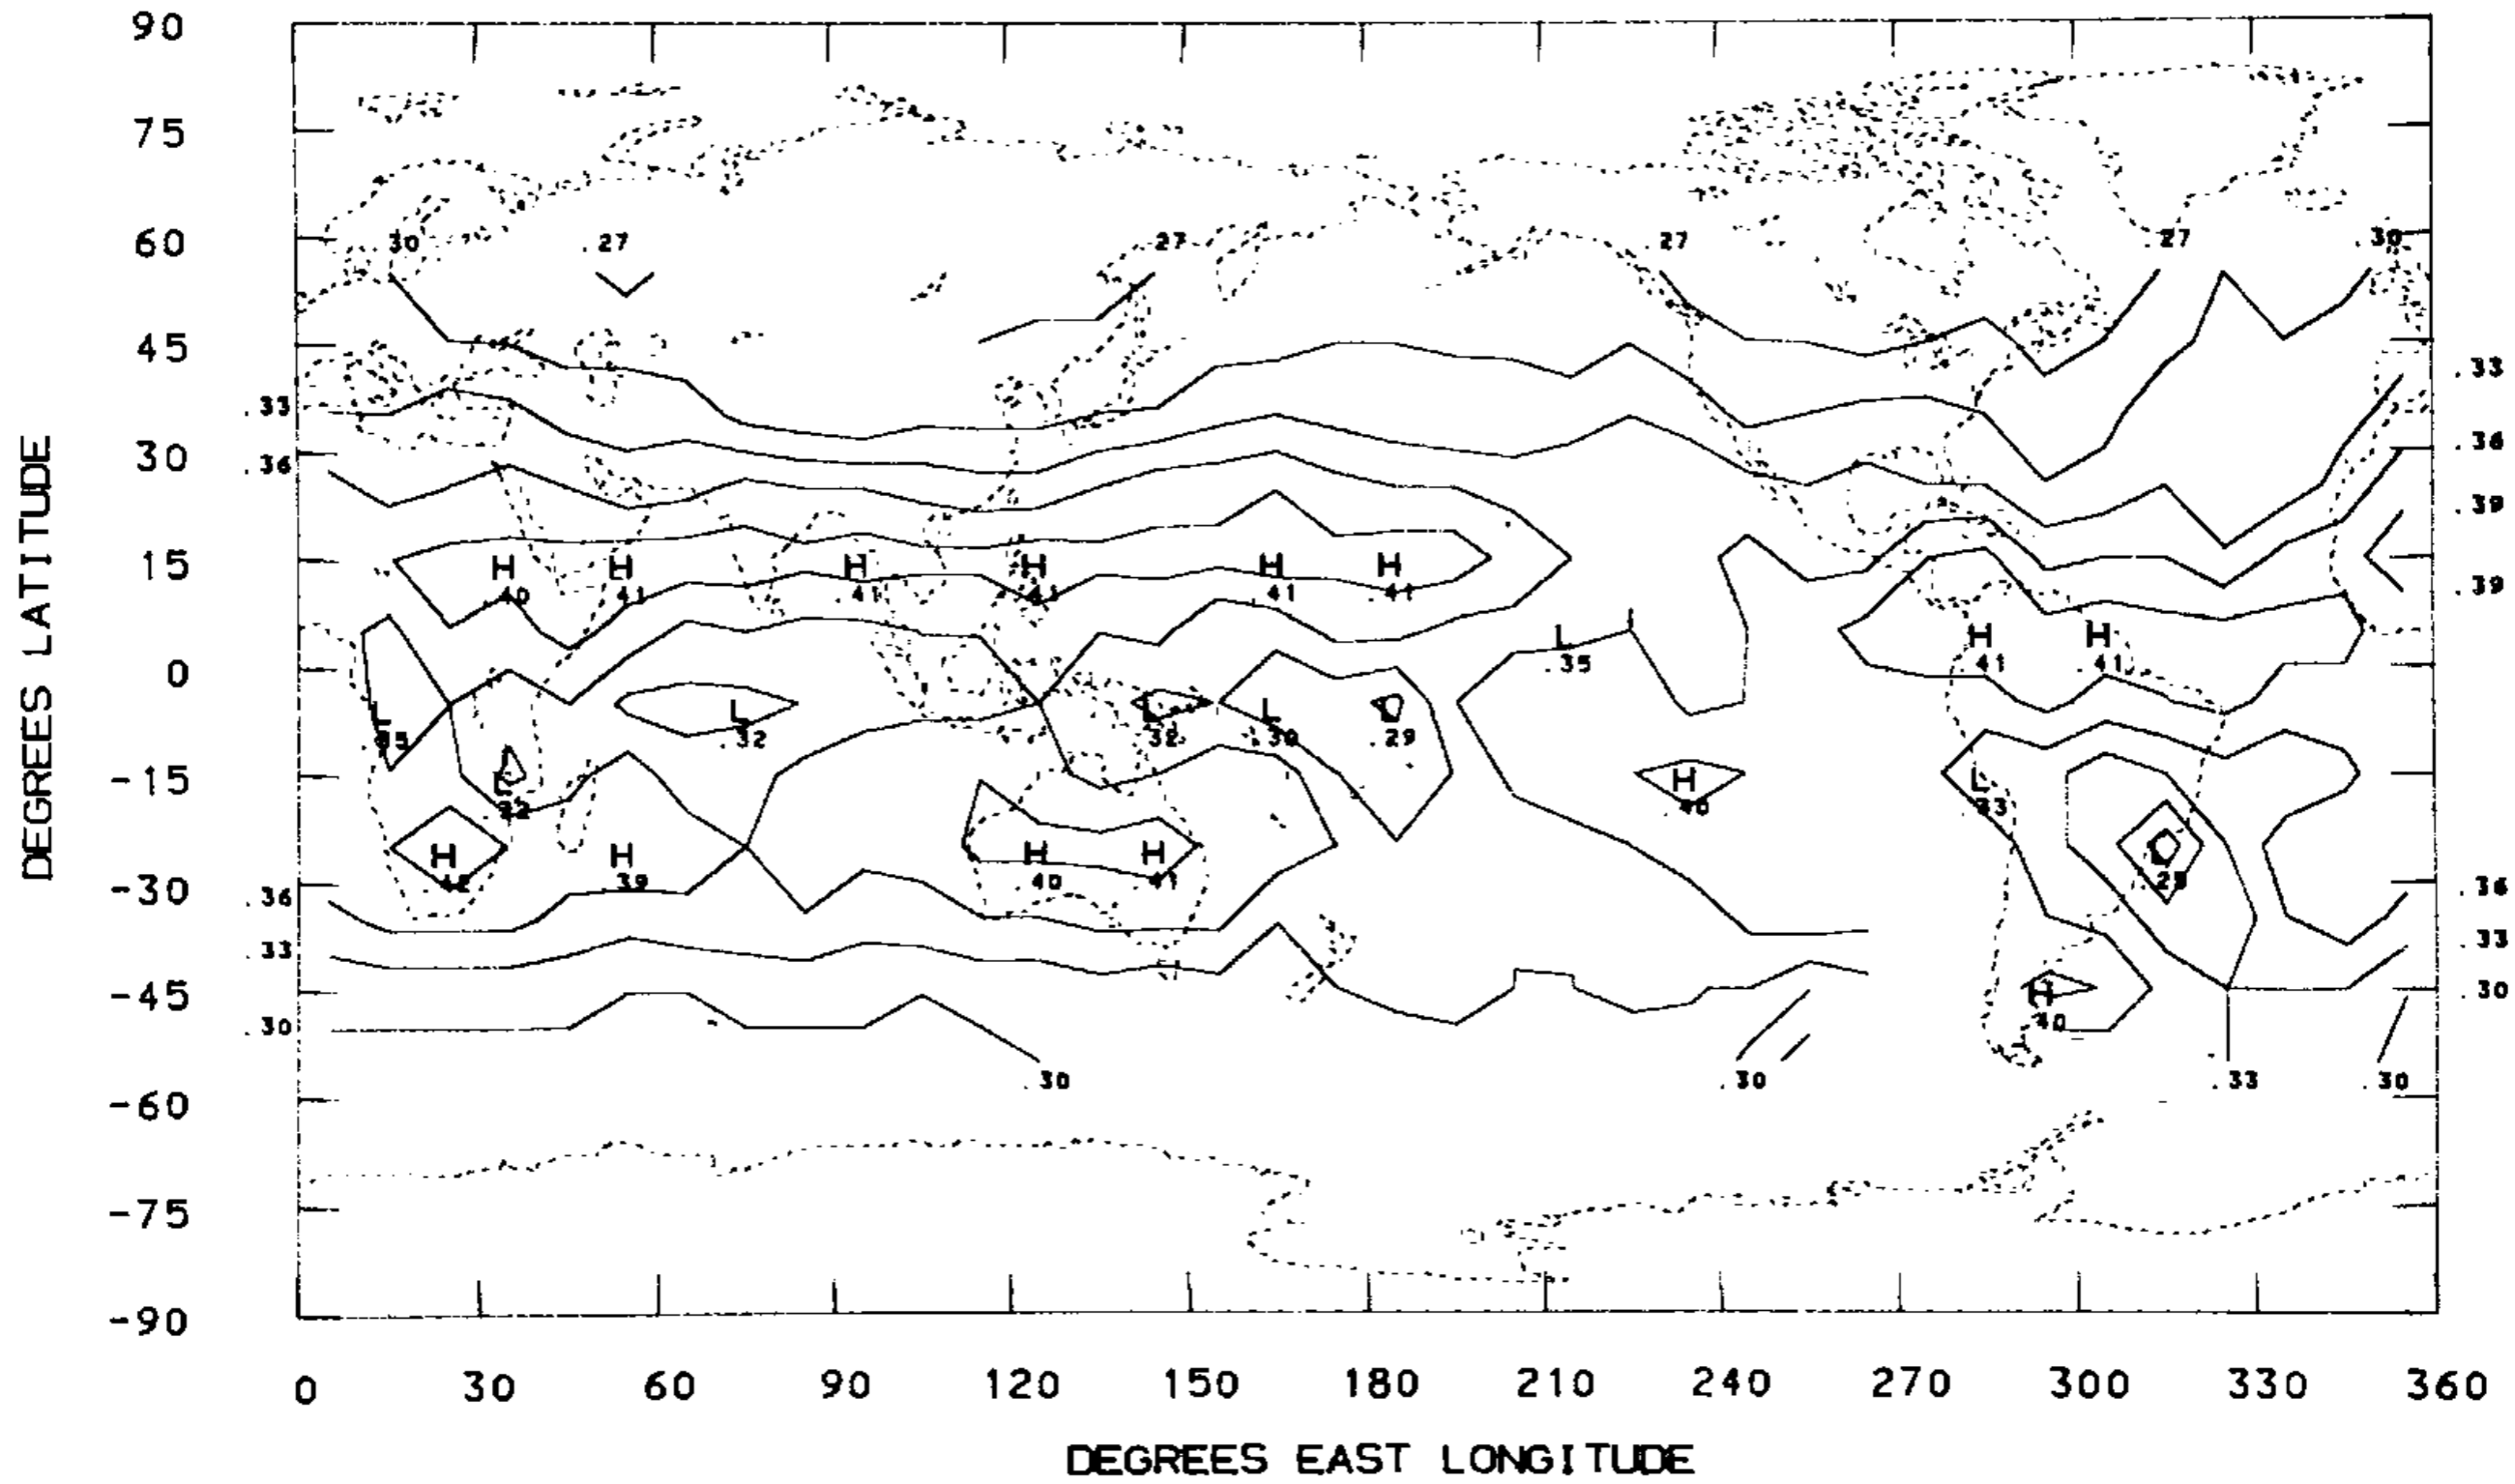 90
75
60
45
30
15
0
-15
-30
-45
-60
-75
-90
DEGREES LATITUDE
30 .27 .27 .27 .27 .30
.33 .33
.36 .36
.39
H H H H H H
.40 .41 .41 .41 .41 .41
.39
L H H
.35 .41 .41
L L L L
.32 .32 .30 .29
L H L
.40
H H H H
.39 .40 .41
.36 .36
.33 .33
H
.40 .30
.30
.30 .30 .33 .30
0 30 60 90 120 150 180 210 240 270 300 330 360
DEGREES EAST LONGITUDE